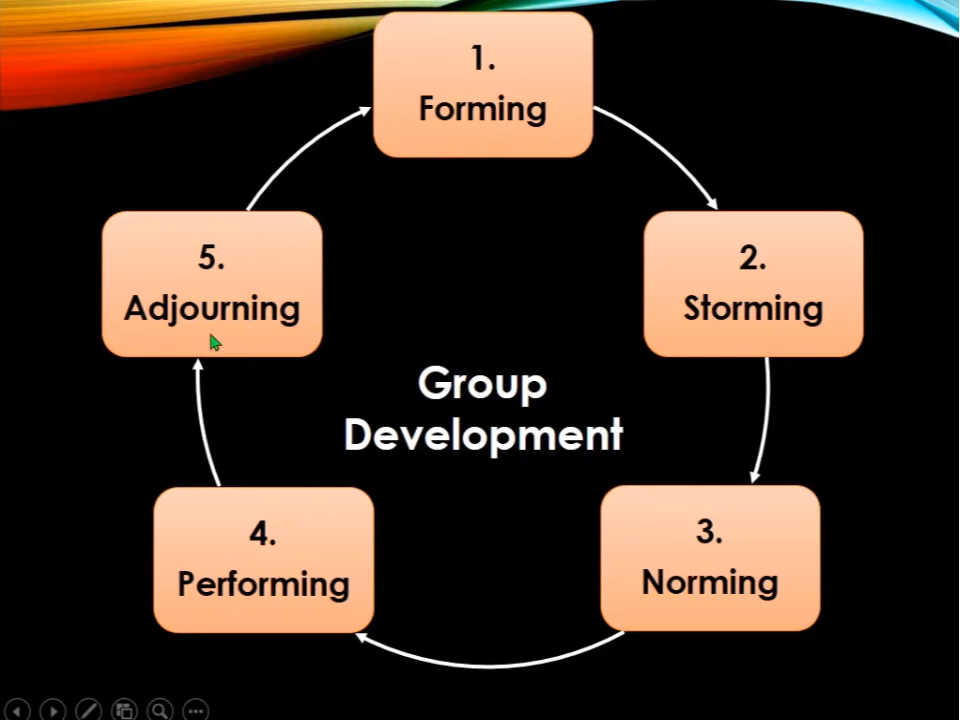 1.
Forming
2.
Storming
3.
Norming
4.
Performing
5.
Adjourning
Group
Development